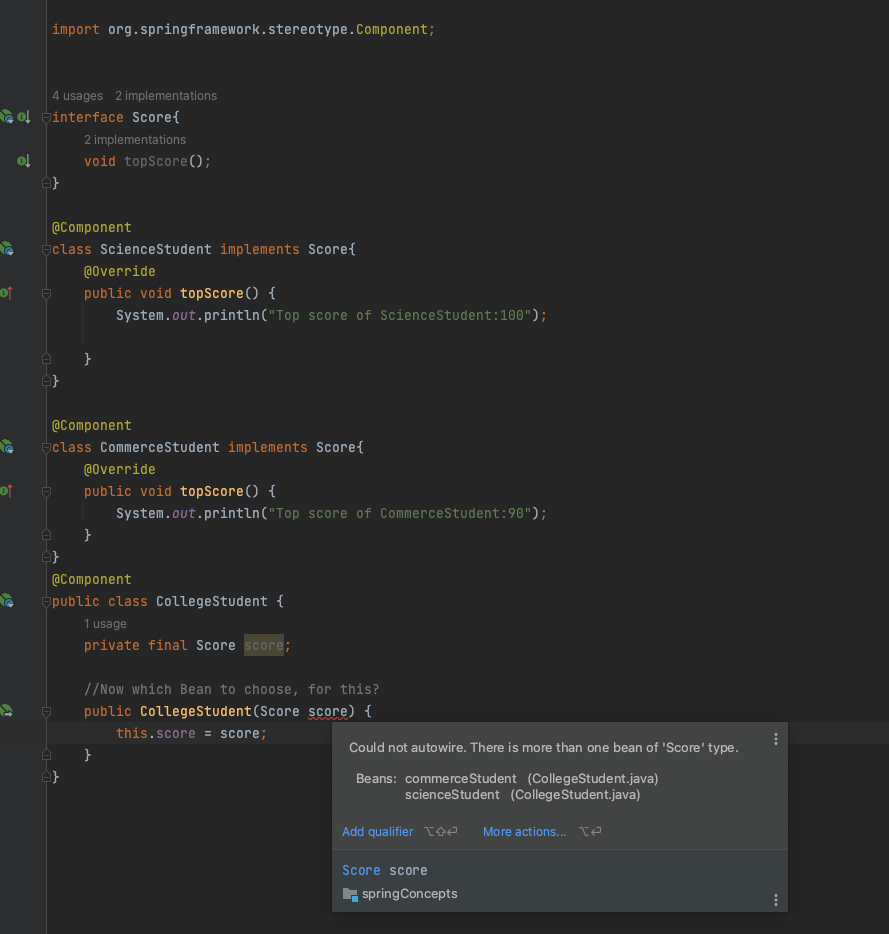 import org.springframework.stereotype.Component;
4 usages 2 implementations
interface Score{
2 implementations
void topScore();
}
@Component
class ScienceStudent implements Score{
@Override
public void topScore() {
System.out.println("Top score of ScienceStudent:100");
}
}
@Component
class CommerceStudent implements Score{
@Override
public void topScore() {
System.out.println("Top score of CommerceStudent:90");
}
}
@Component
public class CollegeStudent {
1 usage
private final Score score;
//Now which Bean to choose, for this?
public CollegeStudent(Score score) {
this.score = score;
}
}
Could not autowire. There is more than one bean of 'Score' type.
Beans: commerceStudent (CollegeStudent.java)
scienceStudent (CollegeStudent.java)
Add qualifier ⌥⇧⏎ More actions... ⌥⏎
Score score
springConcepts